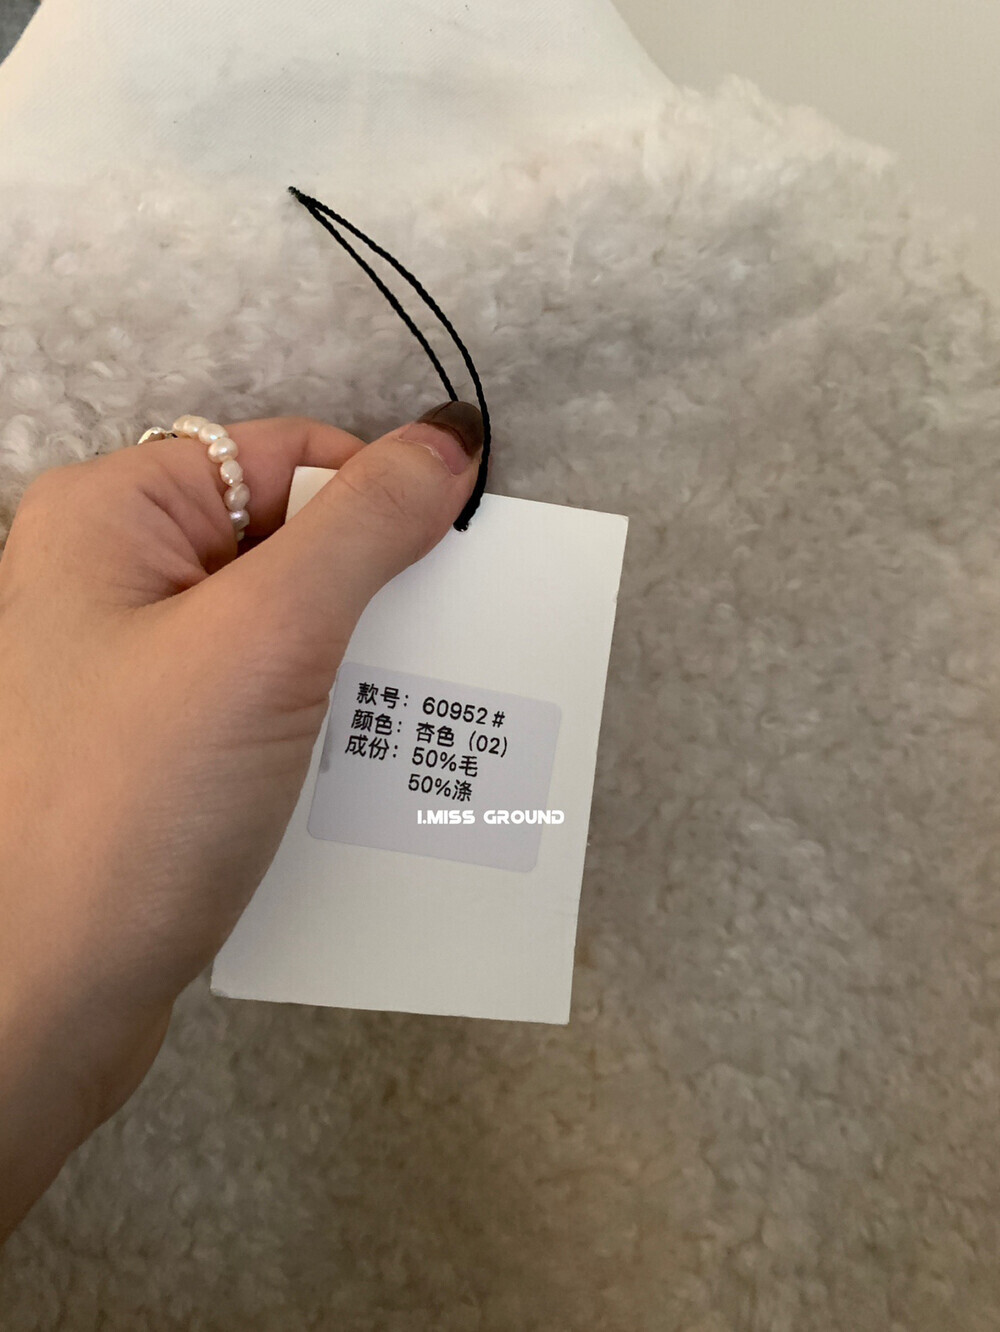 款号：60952#
颜色：杏色（02）
成份：50%毛
50%涤
I.MISS GROUND